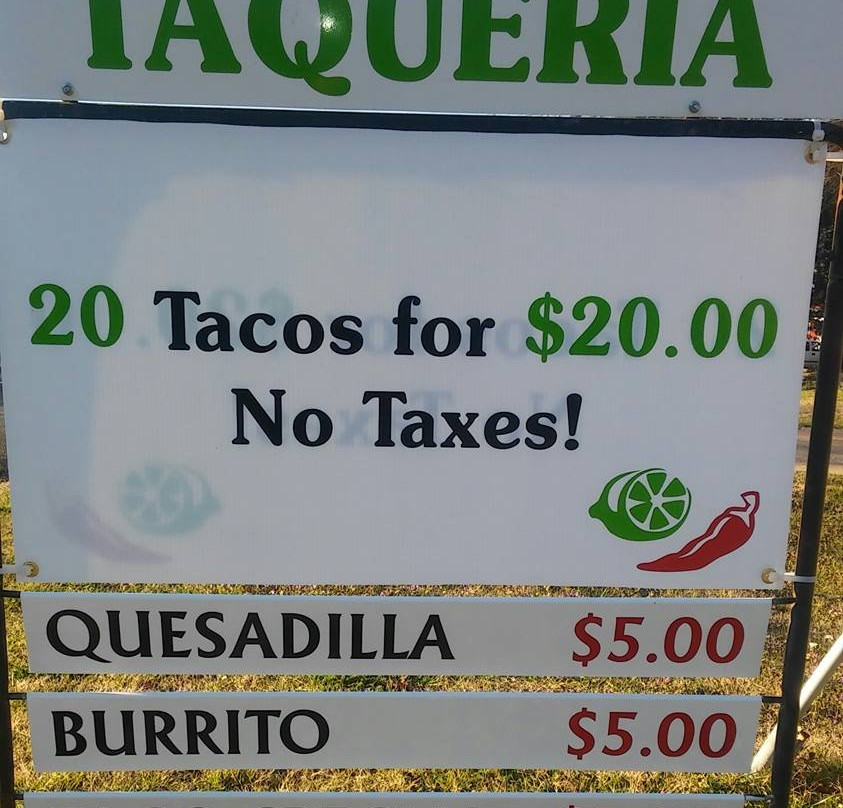 TAQUERIA
20 Tacos for $20.00
No Taxes!
QUESADILLA $5.00
BURRITO $5.00